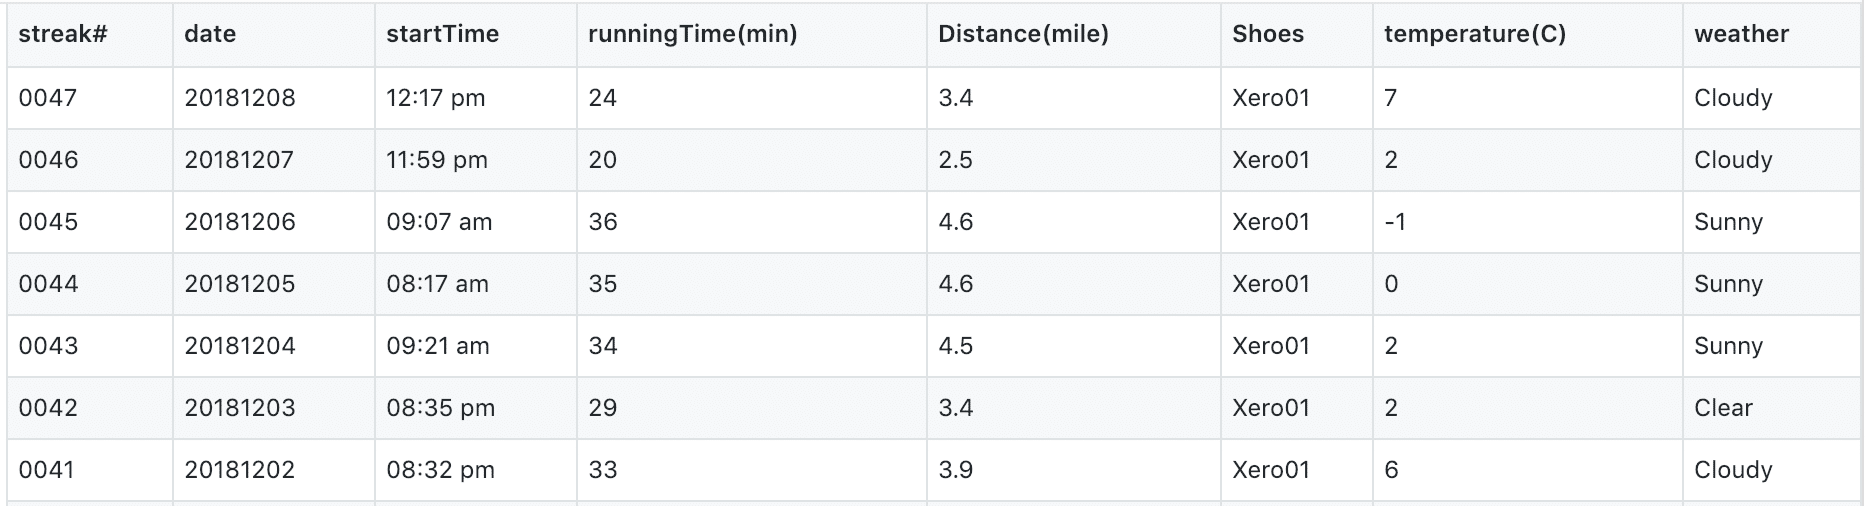 streak# date startTime runningTime(min) Distance(mile) Shoes temperature(C) weather
0047 20181208 12:17 pm 24 3.4 Xero01 7 Cloudy
0046 20181207 11:59 pm 20 2.5 Xero01 2 Cloudy
0045 20181206 09:07 am 36 4.6 Xero01 -1 Sunny
0044 20181205 08:17 am 35 4.6 Xero01 0 Sunny
0043 20181204 09:21 am 34 4.5 Xero01 2 Sunny
0042 20181203 08:35 pm 29 3.4 Xero01 2 Clear
0041 20181202 08:32 pm 33 3.9 Xero01 6 Cloudy